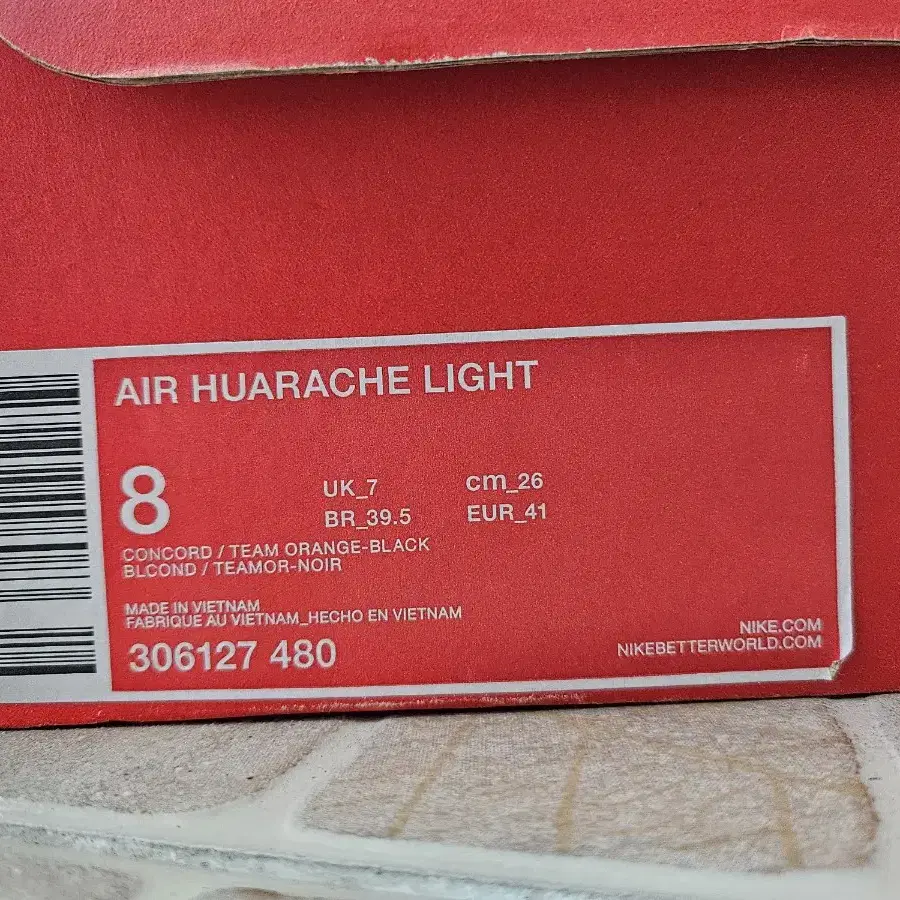 AIR HUARACHE LIGHT
8
UK_7
cm_26
BR_39.5
EUR_41
CONCORD / TEAM ORANGE-BLACK
BLCOND / TEAMOR-NOIR
MADE IN VIETNAM
FABRIQUE AU VIETNAM_HECHO EN VIETNAM
306127 480
NIKE.COM
NIKEBETTERWORLD.COM